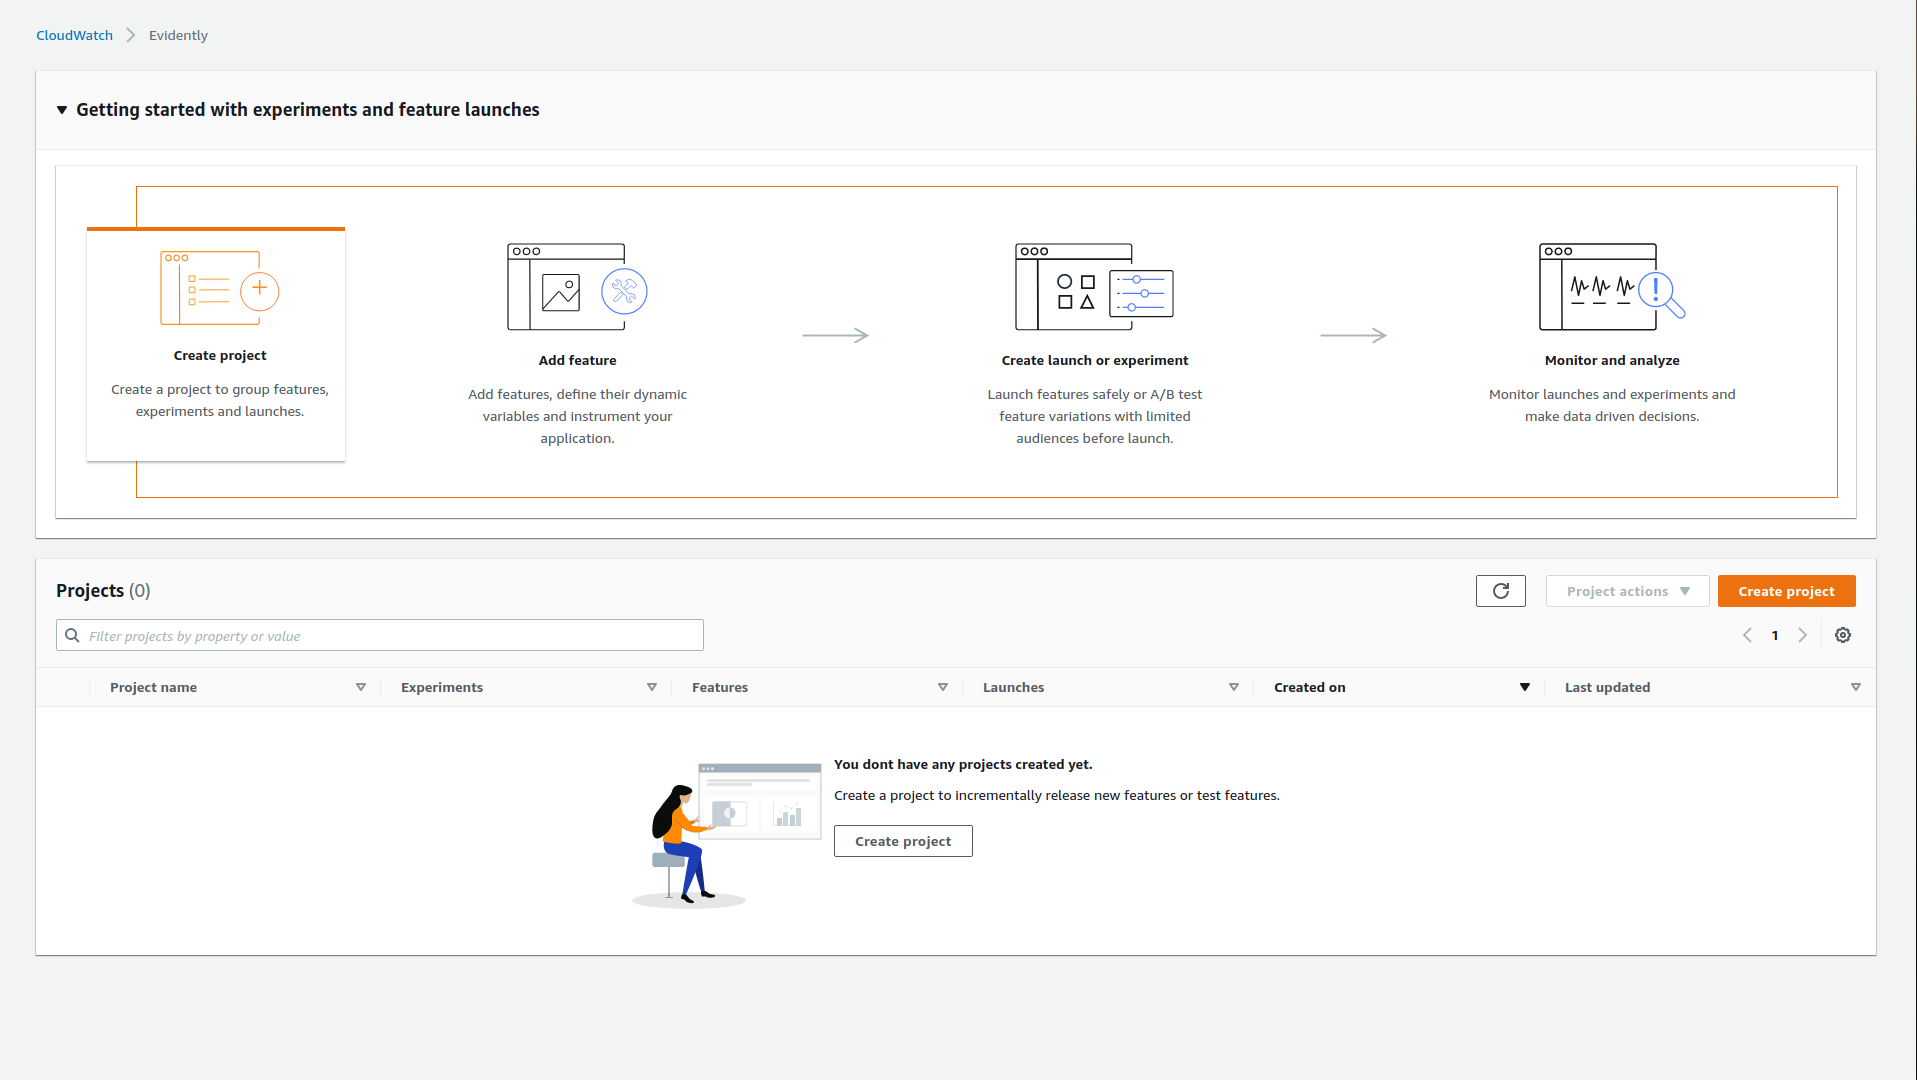 CloudWatch
Evidently
Getting started with experiments and feature launches
Create project
Create a project to group features,
experiments and launches.
Add feature
Add features, define their dynamic
variables and instrument your
application.
Create launch or experiment
Launch features safely or A/B test
feature variations with limited
audiences before launch.
Monitor and analyze
Monitor launches and experiments and
make data driven decisions.
Projects (0)
Project actions
Create project
Filter projects by property or value
1
Project name
Experiments
Features
Launches
Created on
Last updated
You dont have any projects created yet.
Create a project to incrementally release new features or test features.
Create project